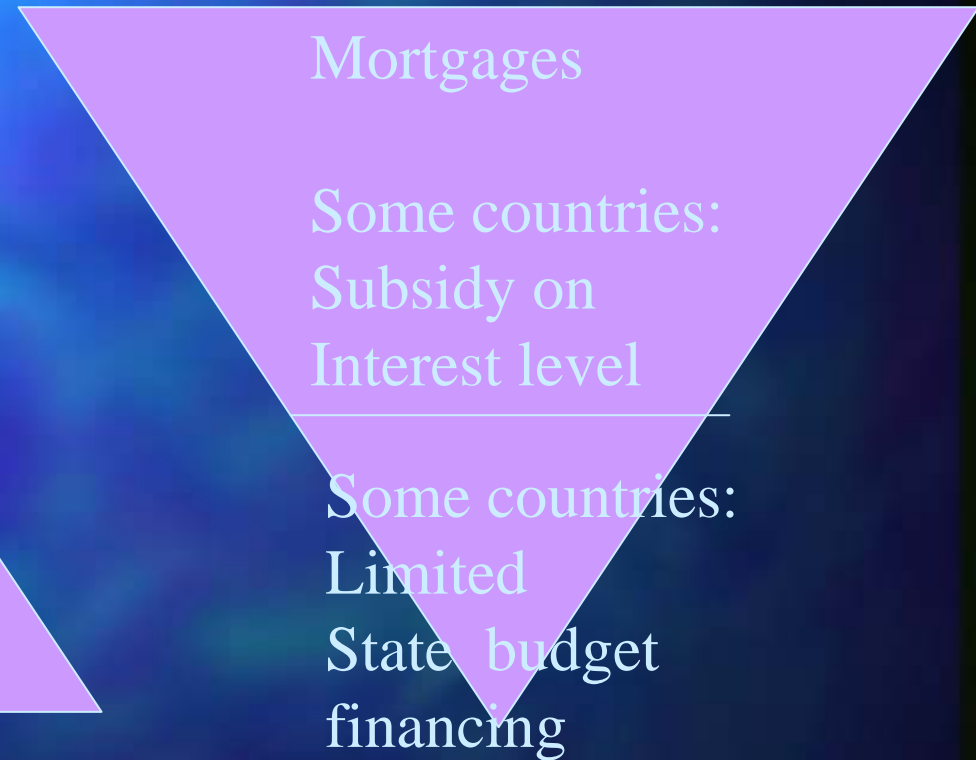 Mortgages
Some countries:
Subsidy on
Interest level
Some countries:
Limited
State  budget
financing